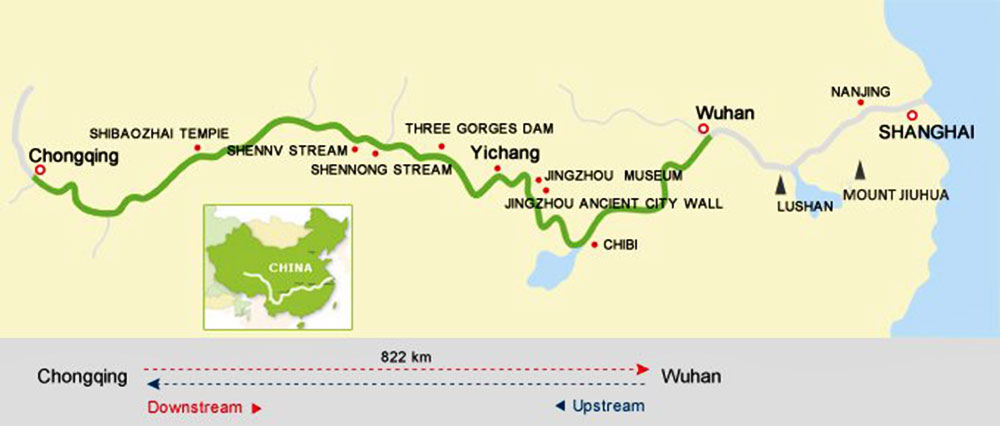 NANJING
Wuhan
SHANGHAI
SHIBAOZHAI TEMPIE
THREE GORGES DAM
Chongqing
SHENNV STREAM
Yichang
SHENNONG STREAM
JINGZHOU MUSEUM
JINGZHOU ANCIENT CITY WALL
LUSHAN
MOUNT JIUHUA
CHIBI
CHINA
822 km
Chongqing
Wuhan
Downstream
Upstream